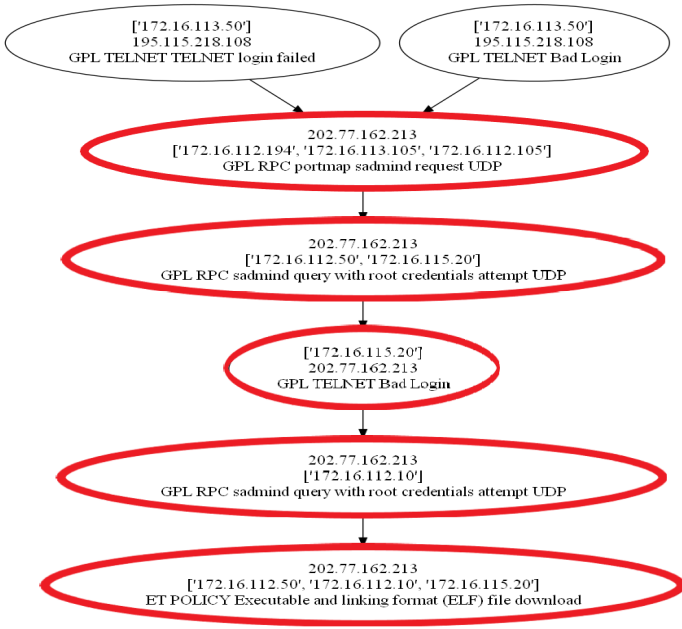 ['172.16.113.50']
195.115.218.108
GPL TELNET TELNET login failed
['172.16.113.50']
195.115.218.108
GPL TELNET Bad Login
202.77.162.213
['172.16.112.194', '172.16.113.105', '172.16.112.105']
GPL RPC portmap sadmind request UDP
202.77.162.213
['172.16.112.50', '172.16.115.20']
GPL RPC sadmind query with root credentials attempt UDP
['172.16.115.20']
202.77.162.213
GPL TELNET Bad Login
202.77.162.213
['172.16.112.10']
GPL RPC sadmind query with root credentials attempt UDP
202.77.162.213
['172.16.112.50', '172.16.112.10', '172.16.115.20']
ET POLICY Executable and linking format (ELF) file download